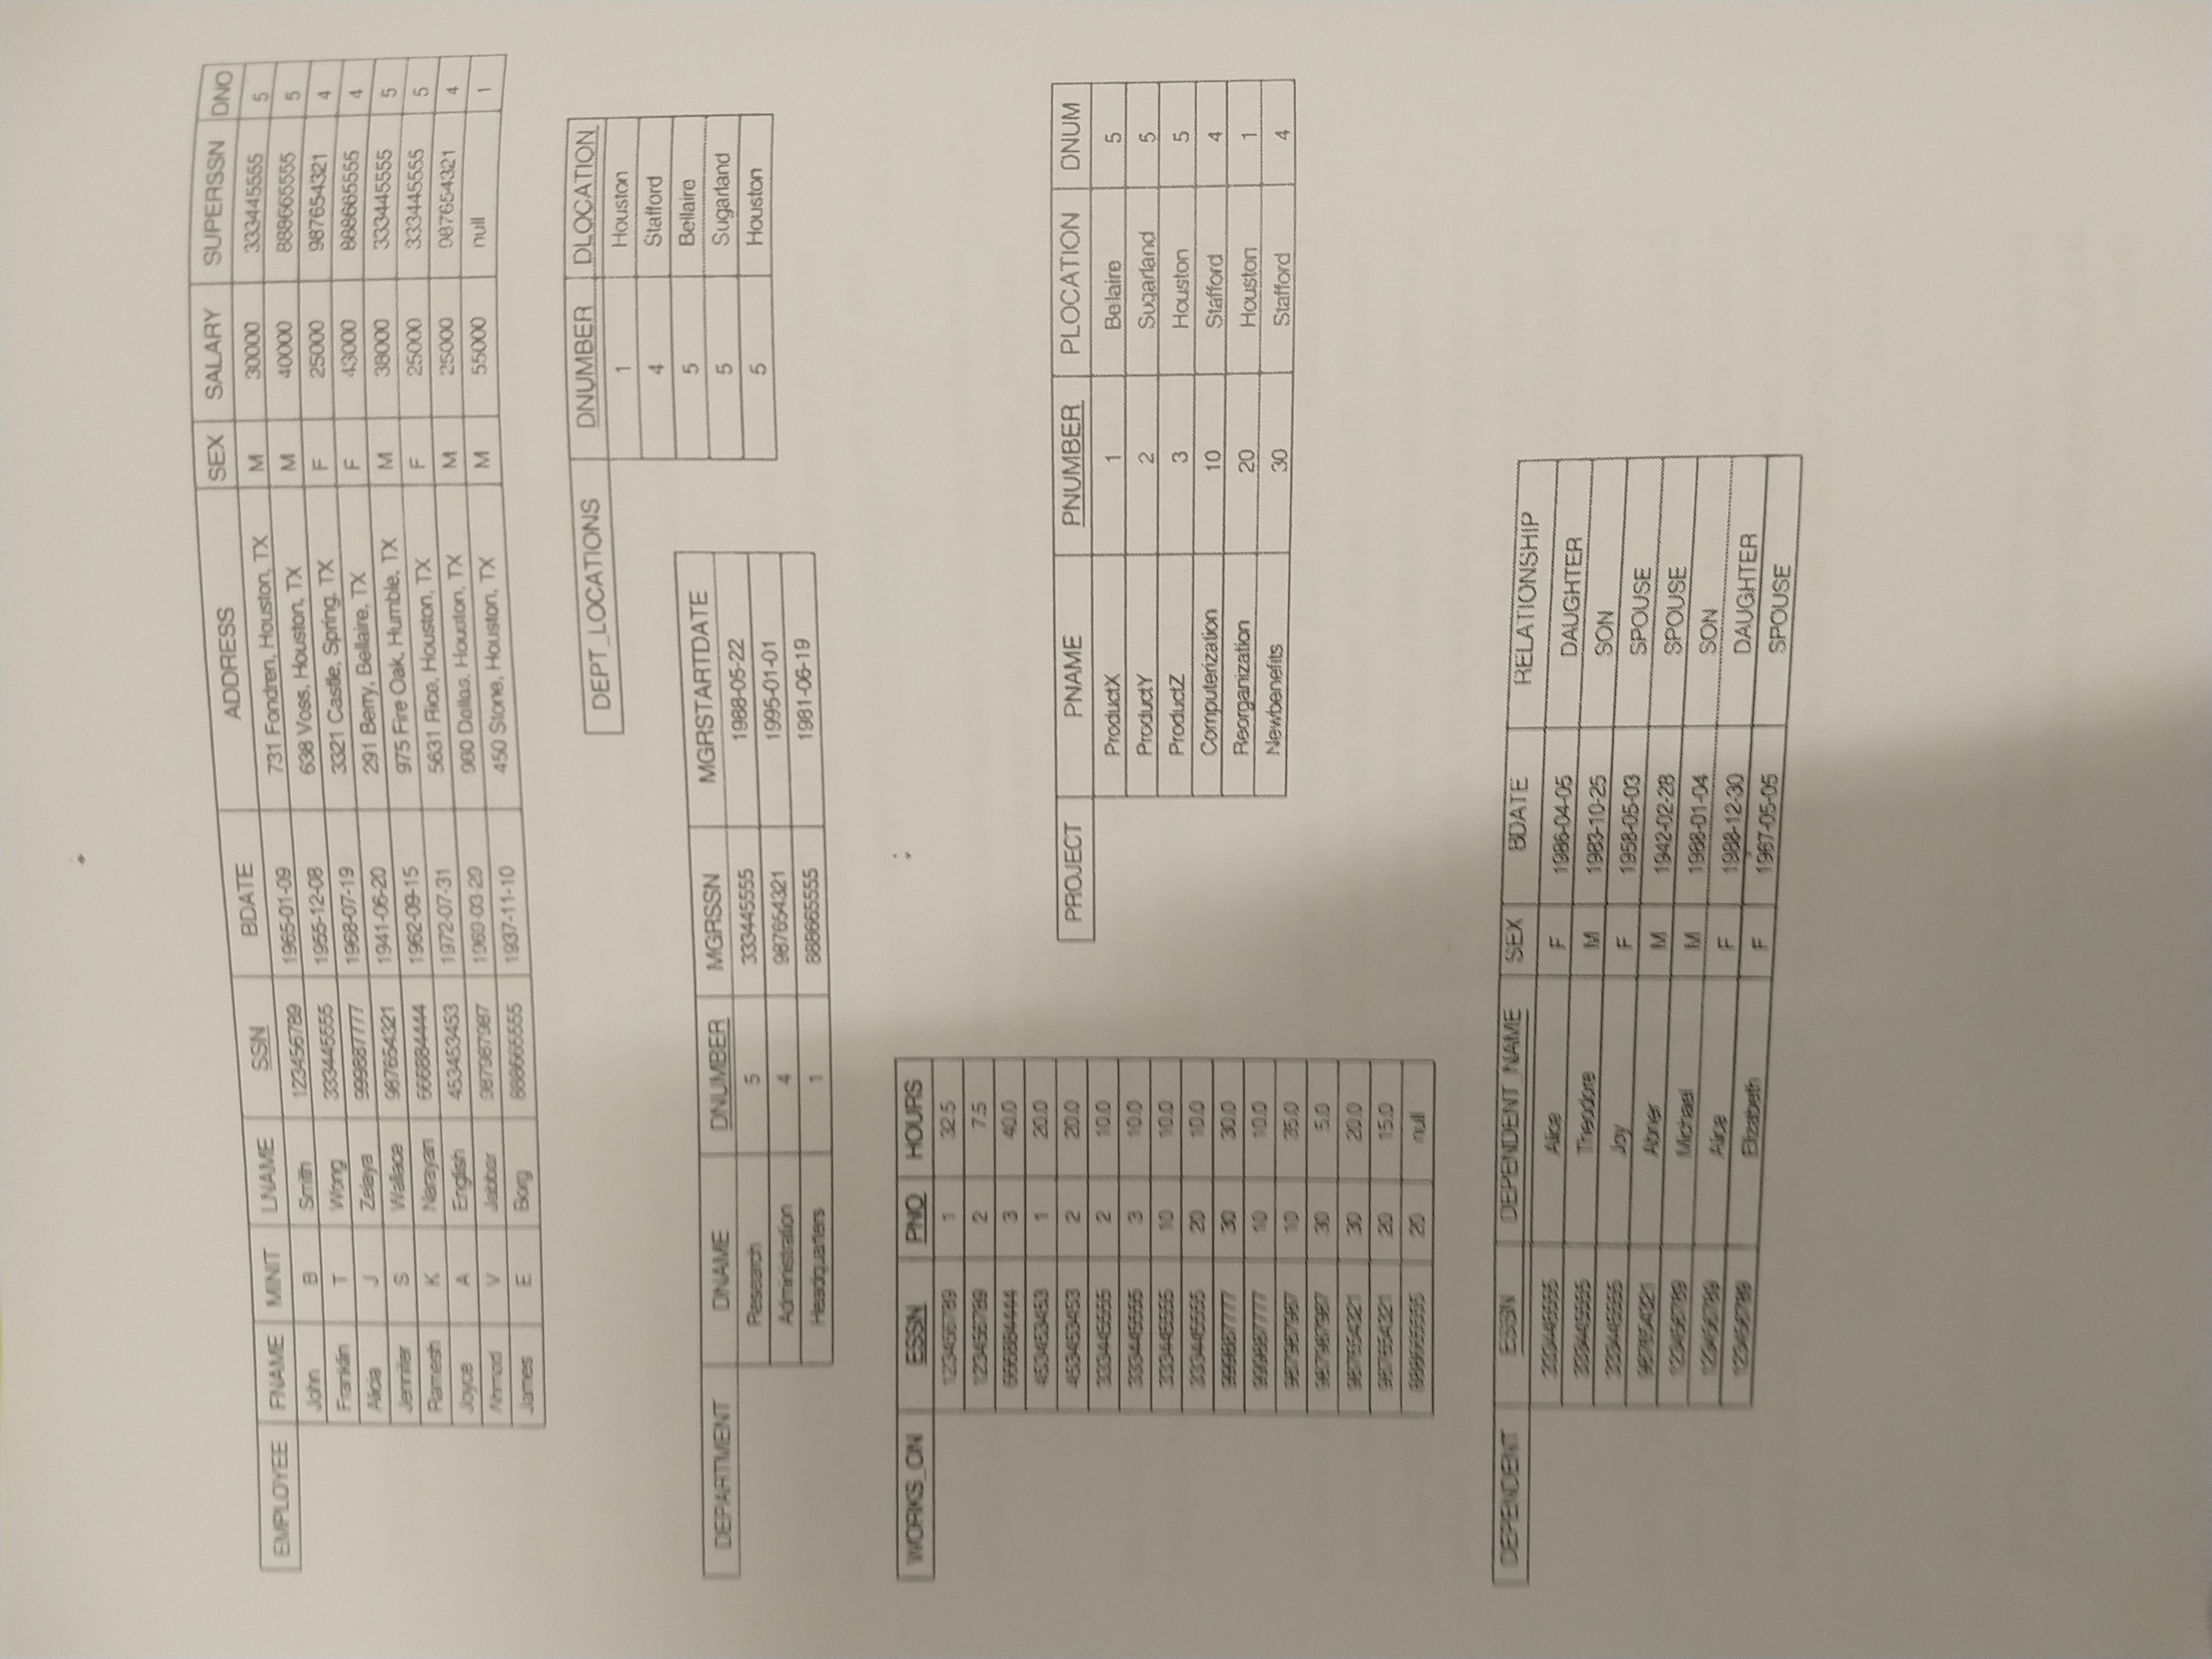 EMPLOYEE FNAME MINIT LNAME SSN BDATE ADDRESS SEX SALARY SUPERSSN DNO
John B Smith 123456789 1965-01-09 731 Fondren, Houston, TX M 30000 333445555 5
Franklin T Wong 333445555 1955-12-08 638 Voss, Houston, TX M 40000 888665555 5
Alicia J Zelaya 999887777 1968-07-19 3321 Castle, Spring, TX F 25000 987654321 4
Jennifer S Wallace 987654321 1941-06-20 291 Berry, Bellaire, TX F 43000 888665555 4
Ramesh K Narayan 666884444 1962-09-15 975 Fire Oak, Humble, TX M 38000 333445555 5
Joyce A English 453453453 1972-07-31 5631 Rice, Houston, TX F 25000 333445555 5
Ahmad V Jabbar 987987987 1969-03-29 980 Dallas, Houston, TX M 25000 987654321 4
James E Borg 888665555 1937-11-10 450 Stone, Houston, TX M 55000 null 1
DEPT_LOCATIONS DNUMBER DLOCATION
1 Houston
4 Stafford
5 Bellaire
5 Sugarland
5 Houston
DEPARTMENT DNAME DNUMBER MGRSSN MGRSTARTDATE
Research 5 333445555 1988-05-22
Administration 4 987654321 1995-01-01
Headquarters 1 888665555 1981-06-19
WORKS_ON ESSN PNO HOURS
123456789 1 32.5
123456789 2 7.5
666884444 3 40.0
453453453 1 20.0
453453453 2 20.0
333445555 2 10.0
333445555 3 10.0
333445555 10 10.0
333445555 20 10.0
999887777 30 30.0
999887777 10 10.0
987987987 10 35.0
987987987 30 5.0
987654321 30 20.0
987654321 20 15.0
888665555 20 null
PROJECT PNAME PNUMBER PLOCATION DNUM
ProductX 1 Bellaire 5
ProductY 2 Sugarland 5
ProductZ 3 Houston 5
Computerization 10 Stafford 4
Reorganization 20 Houston 1
Newbenefits 30 Stafford 4
DEPENDENT ESSN DEPENDENT_NAME SEX BDATE RELATIONSHIP
333445555 Alice F 1986-04-05 DAUGHTER
333445555 Theodore M 1983-10-25 SON
333445555 Joy F 1958-05-03 SPOUSE
987654321 Abner M 1942-02-28 SPOUSE
123456789 Michael M 1988-01-04 SON
123456789 Alice F 1988-12-30 DAUGHTER
123456789 Elizabeth F 1967-05-05 SPOUSE